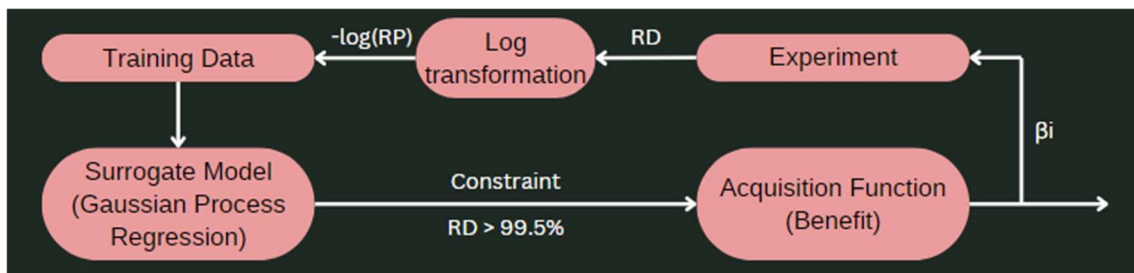 Training Data
-log(RP)
Log
transformation
RD
Experiment
βi
Surrogate Model
(Gaussian Process
Regression)
Constraint
RD > 99.5%
Acquisition Function
(Benefit)